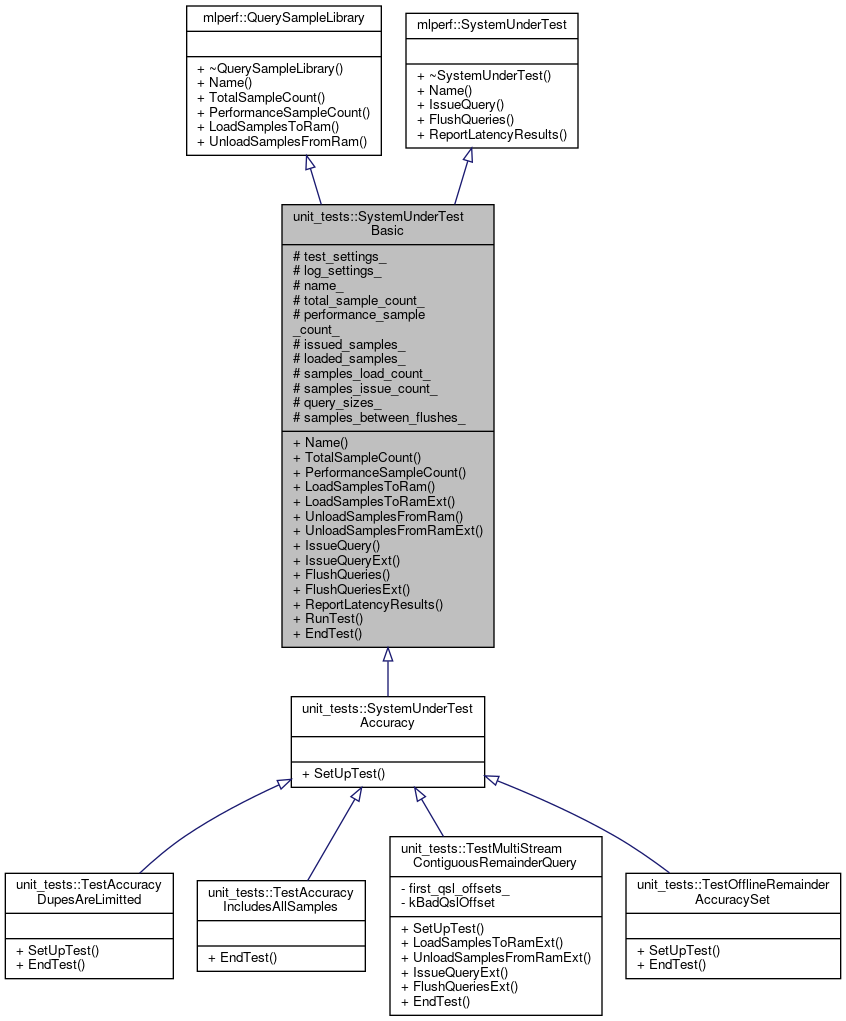 mlperf::QuerySampleLibrary
+ ~QuerySampleLibrary()
+ Name()
+ TotalSampleCount()
+ PerformanceSampleCount()
+ LoadSamplesToRam()
+ UnloadSamplesFromRam()
mlperf::SystemUnderTest
+ ~SystemUnderTest()
+ Name()
+ IssueQuery()
+ FlushQueries()
+ ReportLatencyResults()
unit_tests::SystemUnderTest
Basic
# test_settings_
# log_settings_
# name_
# total_sample_count_
# performance_sample
_count_
# issued_samples_
# loaded_samples_
# samples_load_count_
# samples_issue_count_
# query_sizes_
# samples_between_flushes_
+ Name()
+ TotalSampleCount()
+ PerformanceSampleCount()
+ LoadSamplesToRam()
+ LoadSamplesToRamExt()
+ UnloadSamplesFromRam()
+ UnloadSamplesFromRamExt()
+ IssueQuery()
+ IssueQueryExt()
+ FlushQueries()
+ FlushQueriesExt()
+ ReportLatencyResults()
+ RunTest()
+ EndTest()
unit_tests::SystemUnderTest
Accuracy
+ SetUpTest()
unit_tests::TestAccuracy
DupesAreLimitted
+ SetUpTest()
+ EndTest()
unit_tests::TestAccuracy
IncludesAllSamples
+ EndTest()
unit_tests::TestMultiStream
ContiguousRemainderQuery
- first_qsl_offsets_
- kBadQslOffset
+ SetUpTest()
+ LoadSamplesToRamExt()
+ UnloadSamplesFromRamExt()
+ IssueQueryExt()
+ FlushQueriesExt()
+ EndTest()
unit_tests::TestOfflineRemainder
AccuracySet
+ SetUpTest()
+ EndTest()